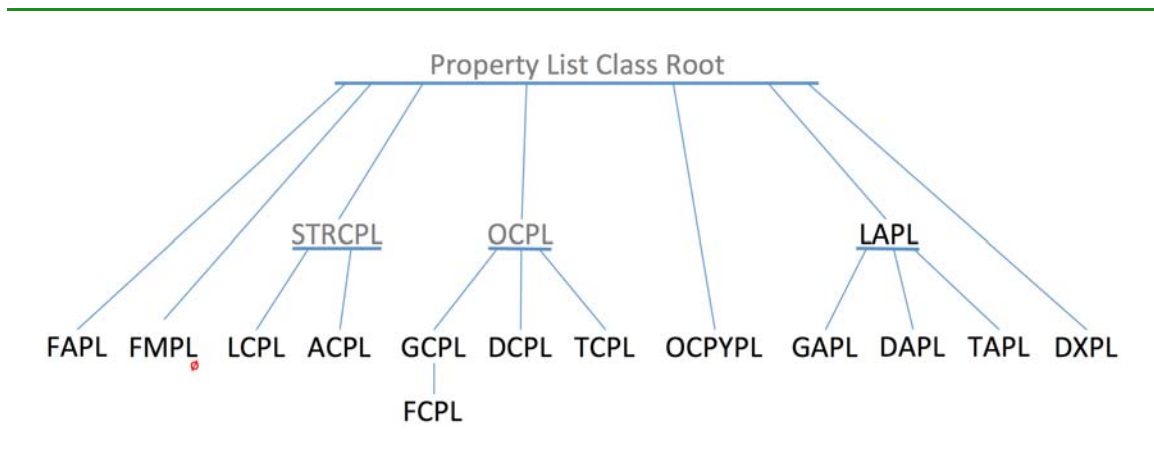 Property List Class Root
STRCPL OCPL LAPL
FAPL FMPL LCPL ACPL GCPL DCPL TCPL OCPYPL GAPL DAPL TAPL DXPL
ø
FCPL